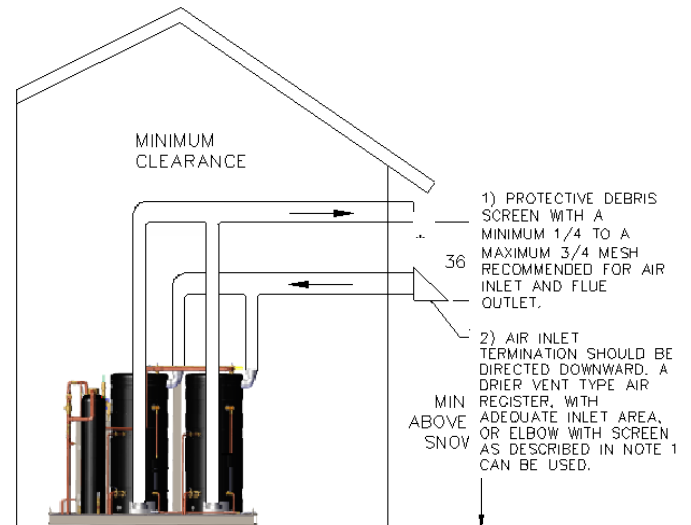 MINIMUM
CLEARANCE
1) PROTECTIVE DEBRIS
SCREEN WITH A
MINIMUM 1/4 TO A
MAXIMUM 3/4 MESH
RECOMMENDED FOR AIR
INLET AND FLUE
OUTLET.
36
2) AIR INLET
TERMINATION SHOULD BE
DIRECTED DOWNWARD. A
DRIER VENT TYPE AIR
REGISTER, WITH
ADEQUATE INLET AREA,
OR ELBOW WITH SCREEN
AS DESCRIBED IN NOTE 1
CAN BE USED.
MIN
ABOVE